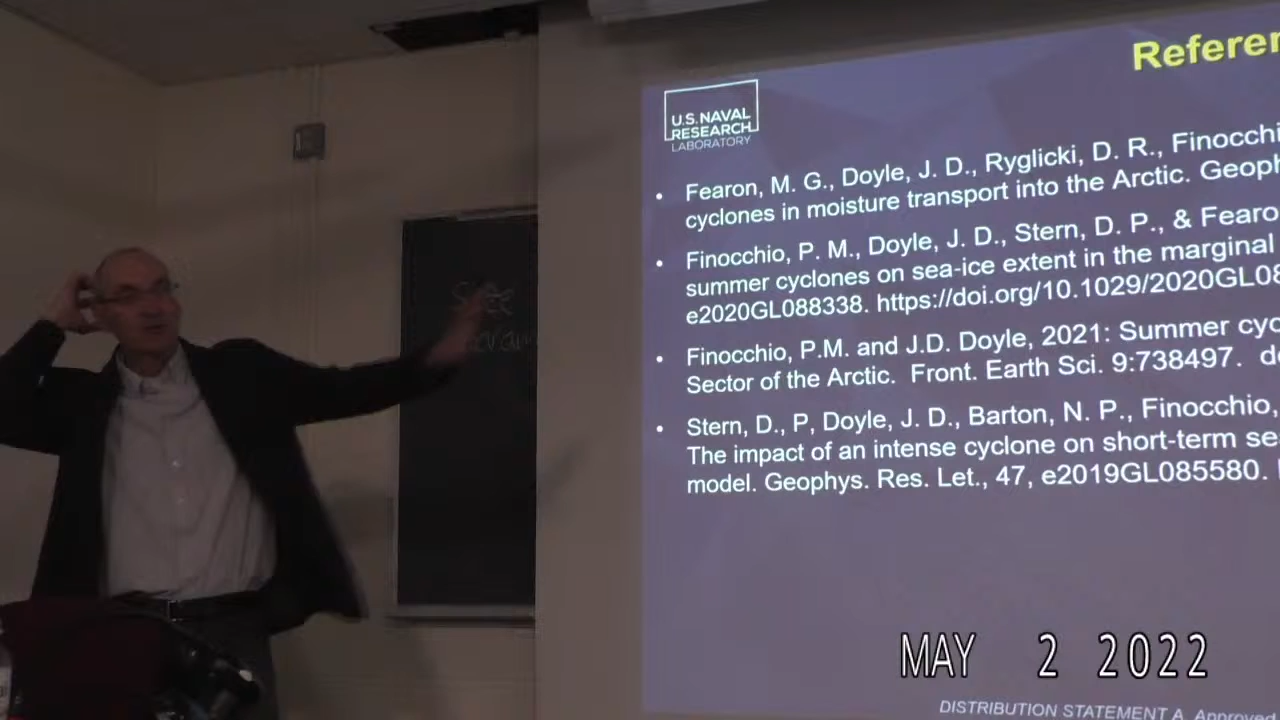 Referen
U.S. NAVAL
RESEARCH
LABORATORY
• Fearon, M. G., Doyle, J. D., Ryglicki, D. R., Finocchi
cyclones in moisture transport into the Arctic. Geoph
• Finocchio, P. M., Doyle, J. D., Stern, D. P., & Fearo
summer cyclones on sea-ice extent in the marginal
e2020GL088338. https://doi.org/10.1029/2020GL08
• Finocchio, P.M. and J.D. Doyle, 2021: Summer cyc
Sector of the Arctic. Front. Earth Sci. 9:738497. d
• Stern, D., P, Doyle, J. D., Barton, N. P., Finocchio,
The impact of an intense cyclone on short-term se
model. Geophys. Res. Let., 47, e2019GL085580.
MAY 2 2022
DISTRIBUTION STATEMENT A. Approved